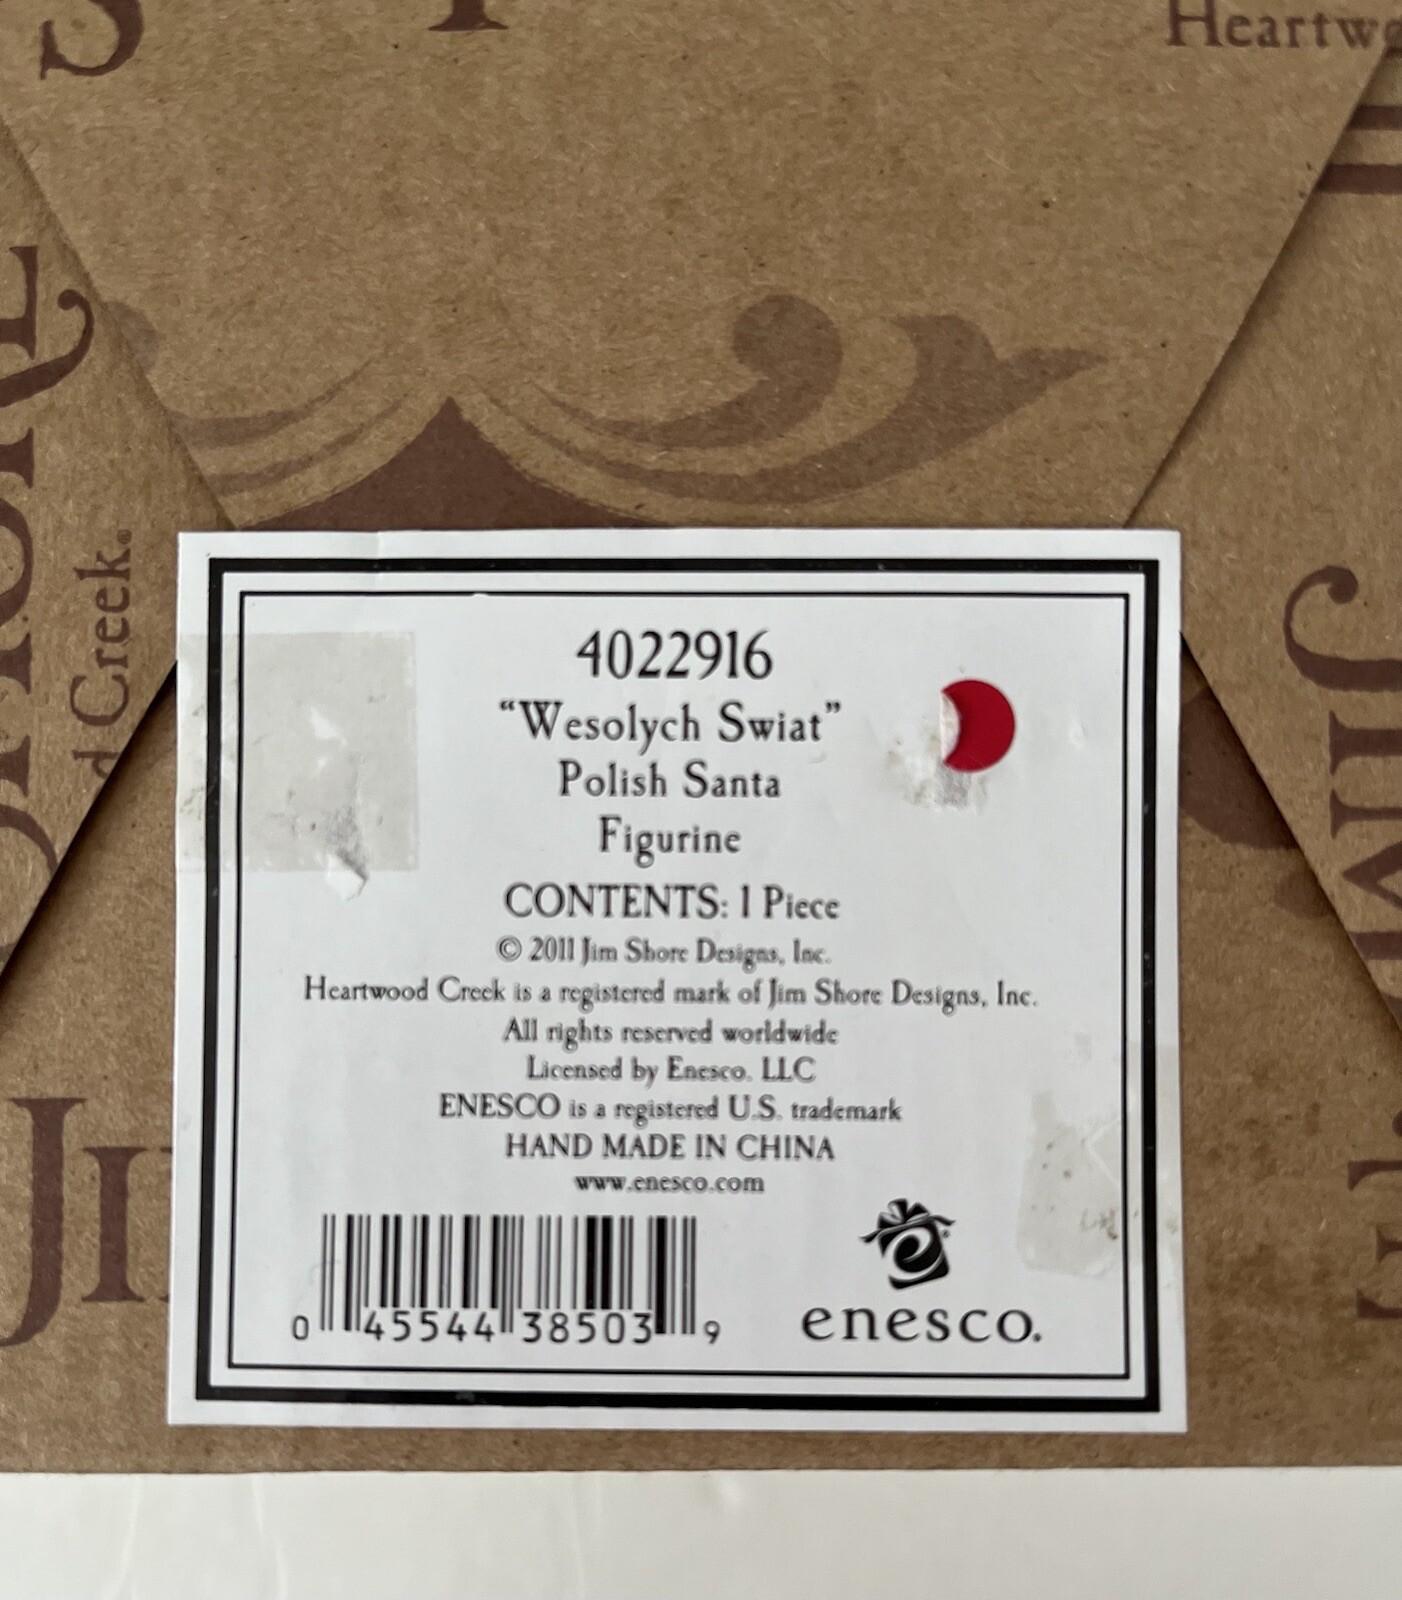 Heartw
d Creek®
JIM
4022916
“Wesolych Swiat”
Polish Santa
Figurine
CONTENTS: 1 Piece
© 2011 Jim Shore Designs, Inc.
Heartwood Creek is a registered mark of Jim Shore Designs, Inc.
All rights reserved worldwide
Licensed by Enesco, LLC
ENESCO is a registered U.S. trademark
HAND MADE IN CHINA
www.enesco.com
0 45544 38503 9
enesco.